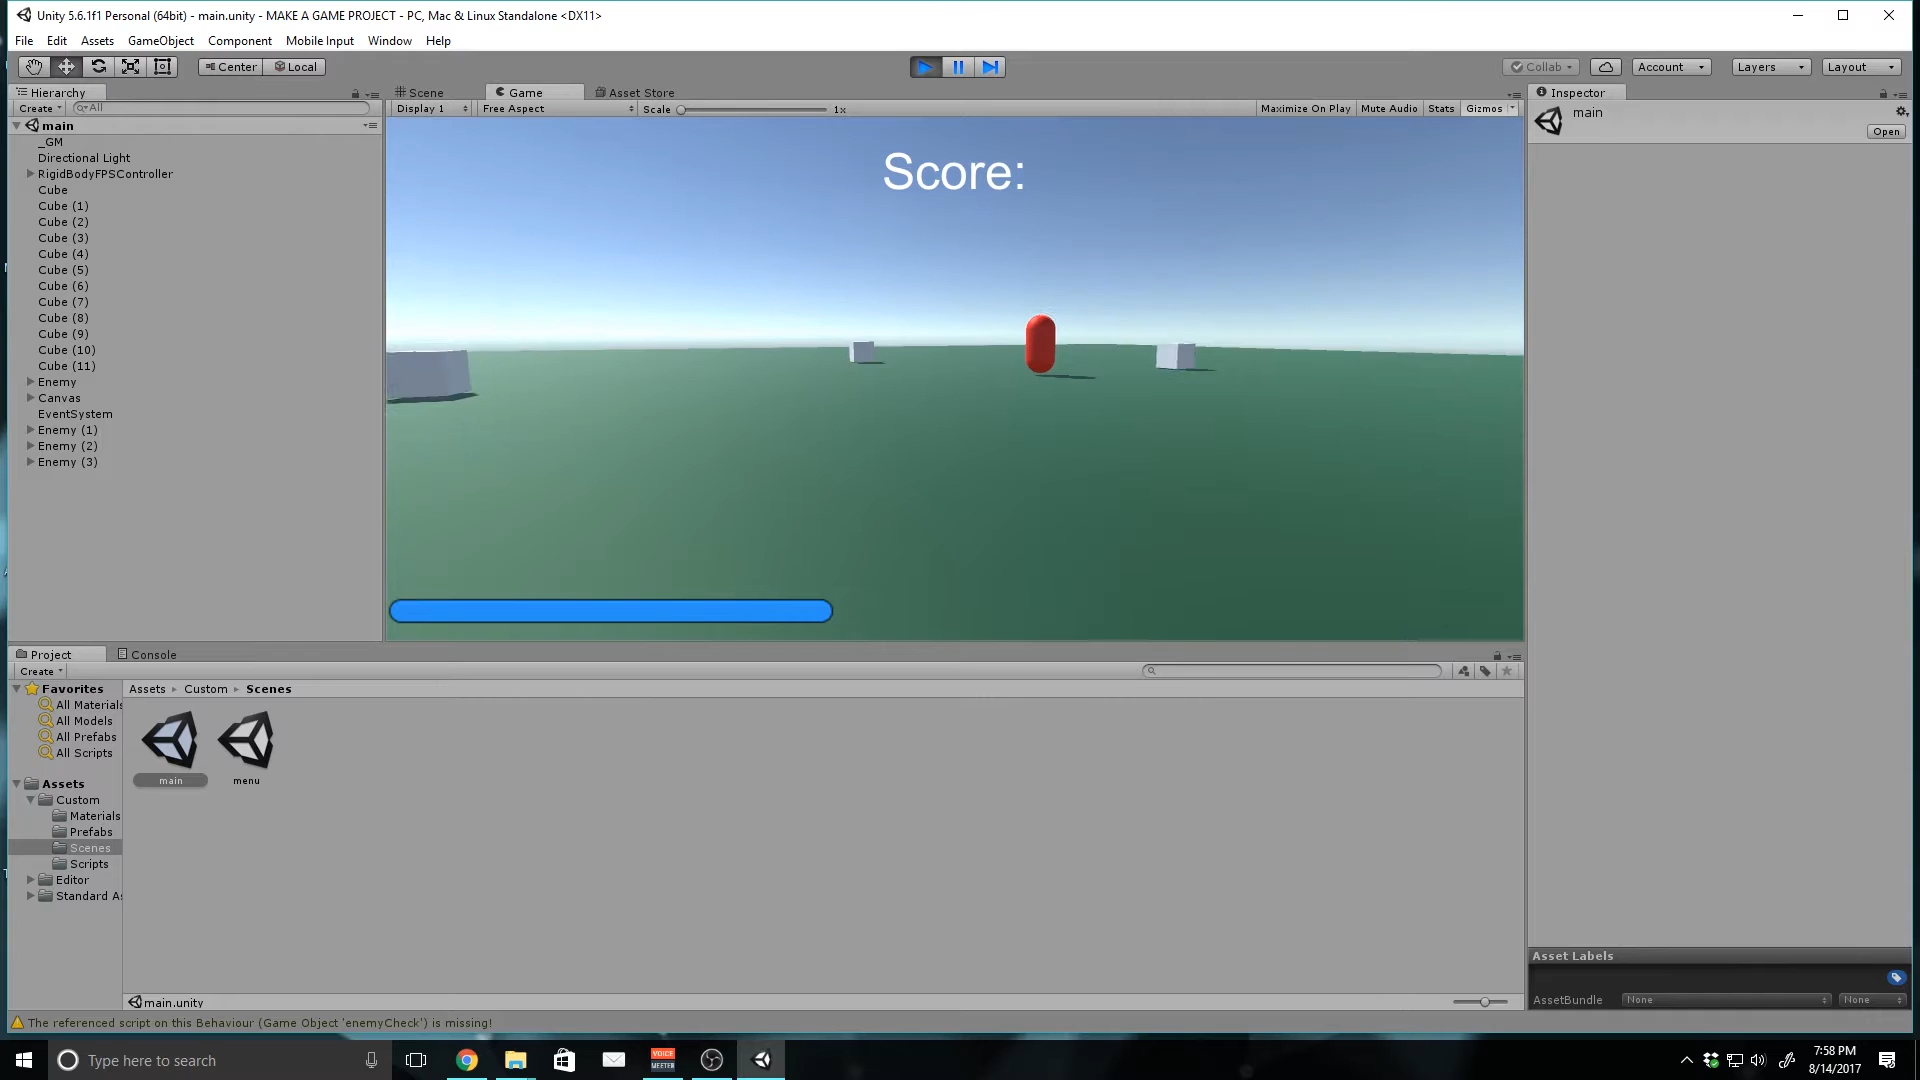 Unity 5.6.1f1 Personal (64bit) - main.unity - MAKE A GAME PROJECT - PC, Mac & Linux Standalone <DX11>
File Edit Assets GameObject Component Mobile Input Window Help
Center Local Collab Account Layers Layout
Hierarchy Scene Game Asset Store Inspector
Create All Display 1 Free Aspect Scale 1x Maximize On Play Mute Audio Stats Gizmos
main
Open
main
_GM
Directional Light
RigidBodyFPSController
Cube
Cube (1)
Cube (2)
Cube (3)
Cube (4)
Cube (5)
Cube (6)
Cube (7)
Cube (8)
Cube (9)
Cube (10)
Cube (11)
Enemy
Canvas
EventSystem
Enemy (1)
Enemy (2)
Enemy (3)
Score:
Project Console
Create
Favorites
All Materials
All Models
All Prefabs
All Scripts
Assets
Custom
Materials
Prefabs
Scenes
Scripts
Editor
Standard As
Assets Custom Scenes
main menu
main.unity
Asset Labels
AssetBundle None None
The referenced script on this Behaviour (Game Object 'enemyCheck') is missing!
Type here to search
VOICE
MEETER
7:58 PM
8/14/2017